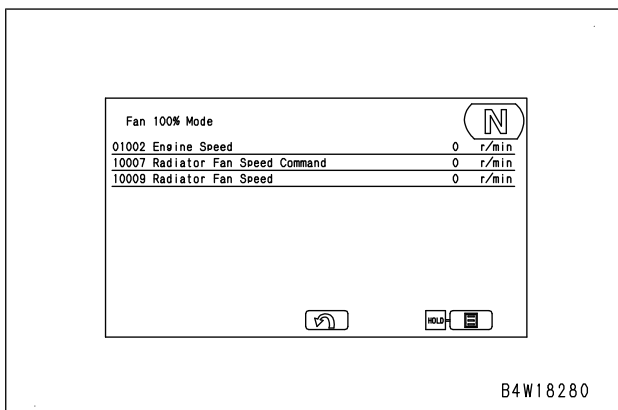 Fan 100% Mode
N
01002 Engine Speed 0 r/min
10007 Radiator Fan Speed Command 0 r/min
10009 Radiator Fan Speed 0 r/min
HOLD=
B4W18280